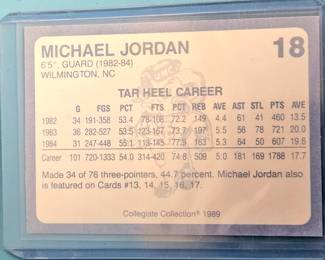 MICHAEL JORDAN 18
6'5", GUARD (1982-84)
WILMINGTON, NC
TAR HEEL CAREER
G FGS PCT FTS PCT REB AVE AST STL PTS AVE
1982 34 191-358 53.4 78-108 72.2 149 4.4 61 41 460 13.5
1983 36 282-527 53.5 123-167 73.7 197 5.5 56 78 721 20.0
1984 31 247-448 55.1 113-145 77.9 163 5.3 64 50 607 19.6
Career 101 720-1333 54.0 314-420 74.8 509 5.0 181 169 1788 17.7
Made 34 of 76 three-pointers, 44.7 percent. Michael Jordan also
is featured on Cards #13, 14, 15, 16, 17.
Collegiate Collection® 1989